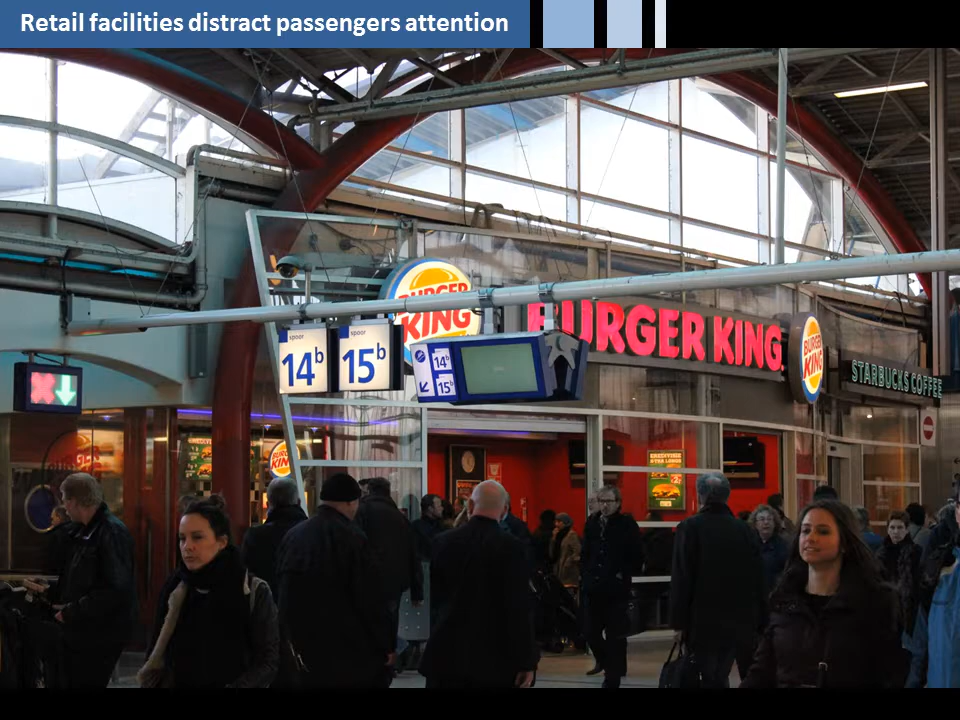 Retail facilities distract passengers attention
BURGER
KING
spoor
14b
spoor
15b
14b
15b
BURGER KING
BURGER
KING
STARBUCKS COFFEE